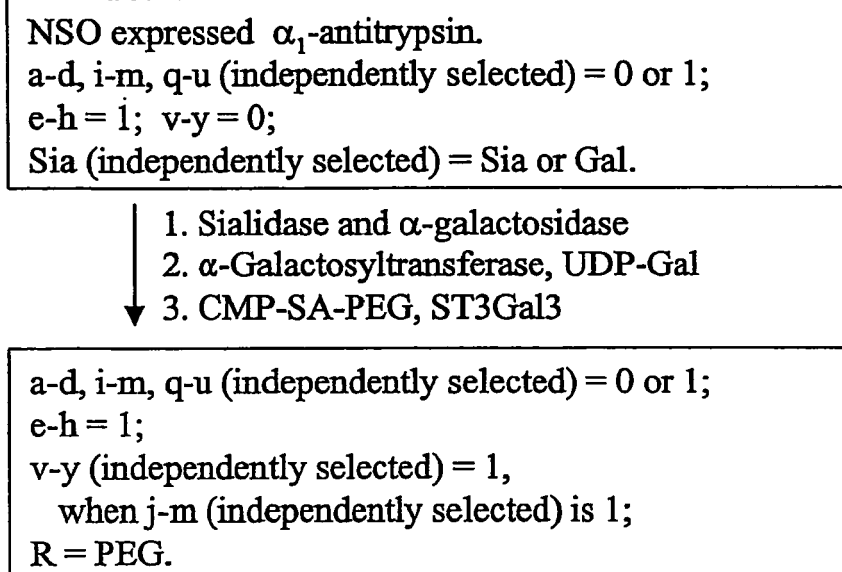 NSO expressed α₁-antitrypsin.
a-d, i-m, q-u (independently selected) = 0 or 1;
e-h = 1; v-y = 0;
Sia (independently selected) = Sia or Gal.
1. Sialidase and α-galactosidase
2. α-Galactosyltransferase, UDP-Gal
3. CMP-SA-PEG, ST3Gal3
a-d, i-m, q-u (independently selected) = 0 or 1;
e-h = 1;
v-y (independently selected) = 1,
when j-m (independently selected) is 1;
R = PEG.